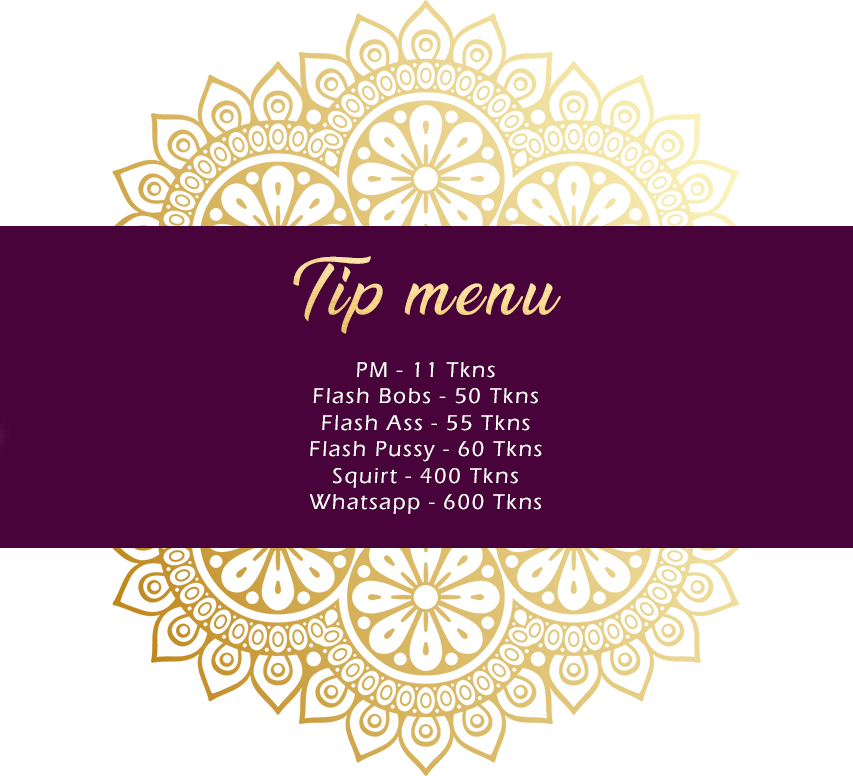 Tip menu
PM - 11 Tkns
Flash Bobs - 50 Tkns
Flash Ass - 55 Tkns
Flash Pussy - 60 Tkns
Squirt - 400 Tkns
Whatsapp - 600 Tkns